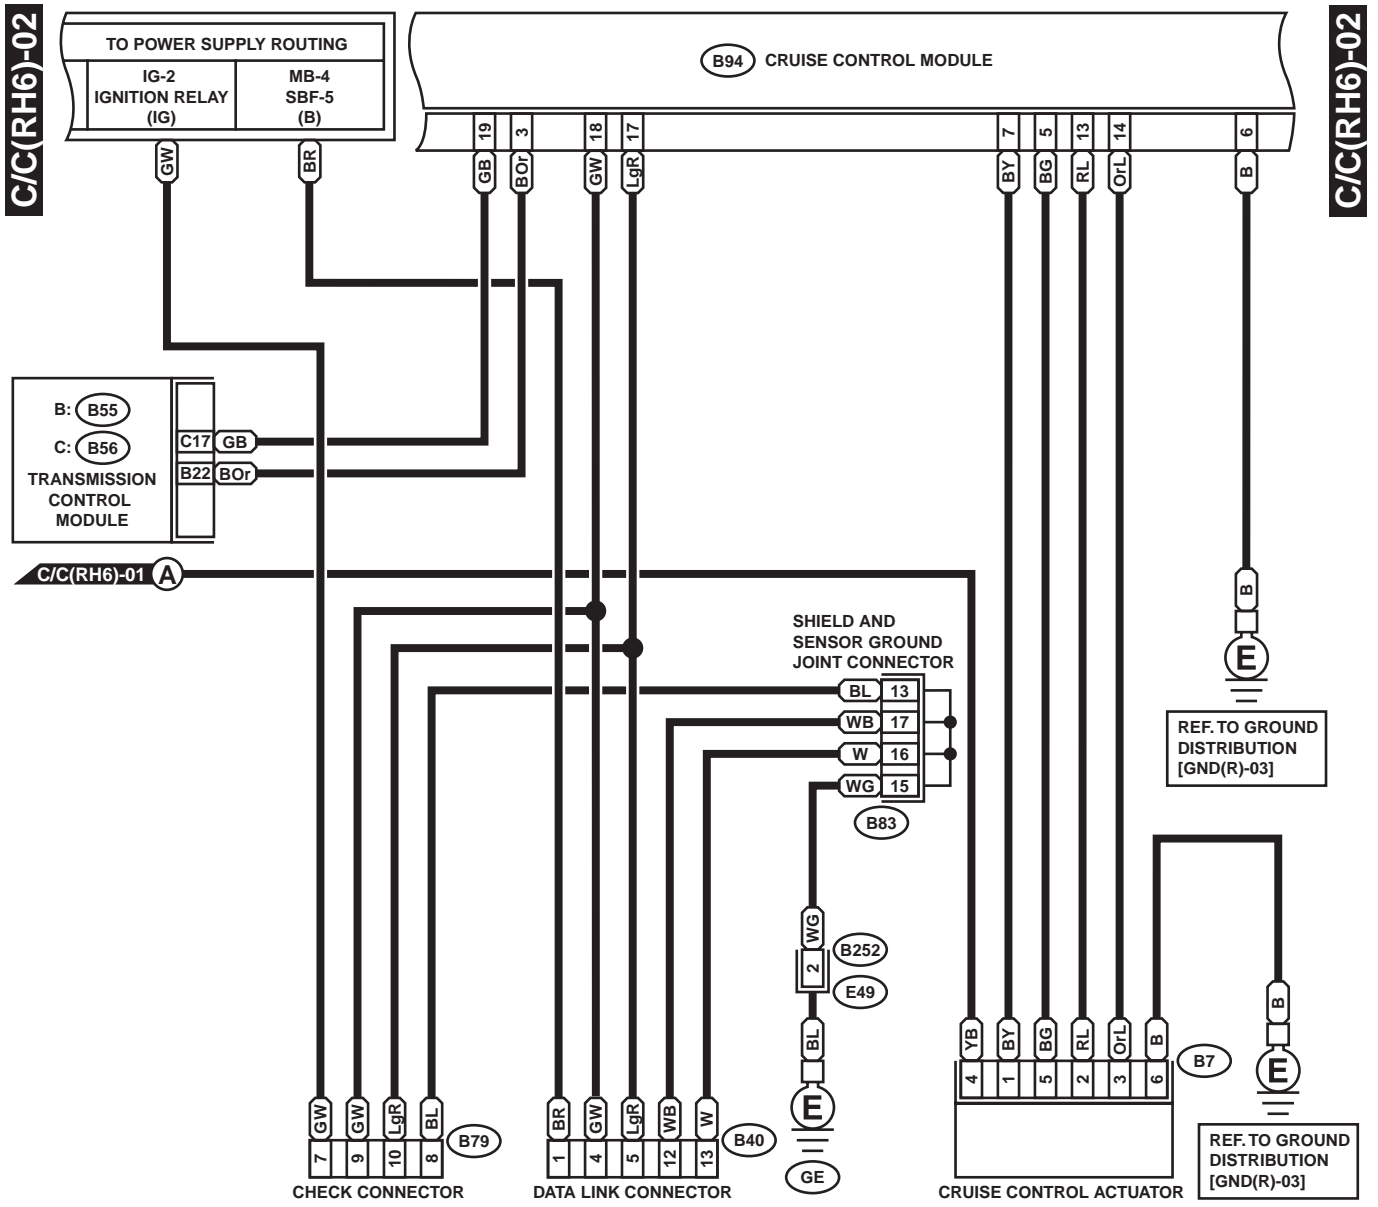 C/C(RH6)-02
C/C(RH6)-02
TO POWER SUPPLY ROUTING
IG-2
IGNITION RELAY
(IG)
MB-4
SBF-5
(B)
B94 CRUISE CONTROL MODULE
19 3 18 17 7 5 13 14 6
GW BR GB BOr GW LgR BY BG RL OrL B
B: B55
C: B56
TRANSMISSION
CONTROL
MODULE
C17 GB
B22 BOr
C/C(RH6)-01 A
SHIELD AND
SENSOR GROUND
JOINT CONNECTOR
BL 13
WB 17
W 16
WG 15
B83
B
E
REF. TO GROUND
DISTRIBUTION
[GND(R)-03]
WG
B252
2
E49
BL
E
GE
YB BY BG RL OrL B
4 1 5 2 3 6
B7
CRUISE CONTROL ACTUATOR
B
E
REF. TO GROUND
DISTRIBUTION
[GND(R)-03]
GW GW LgR BL
7 9 10 8
B79
CHECK CONNECTOR
BR GW LgR WB W
1 4 5 12 13
B40
DATA LINK CONNECTOR